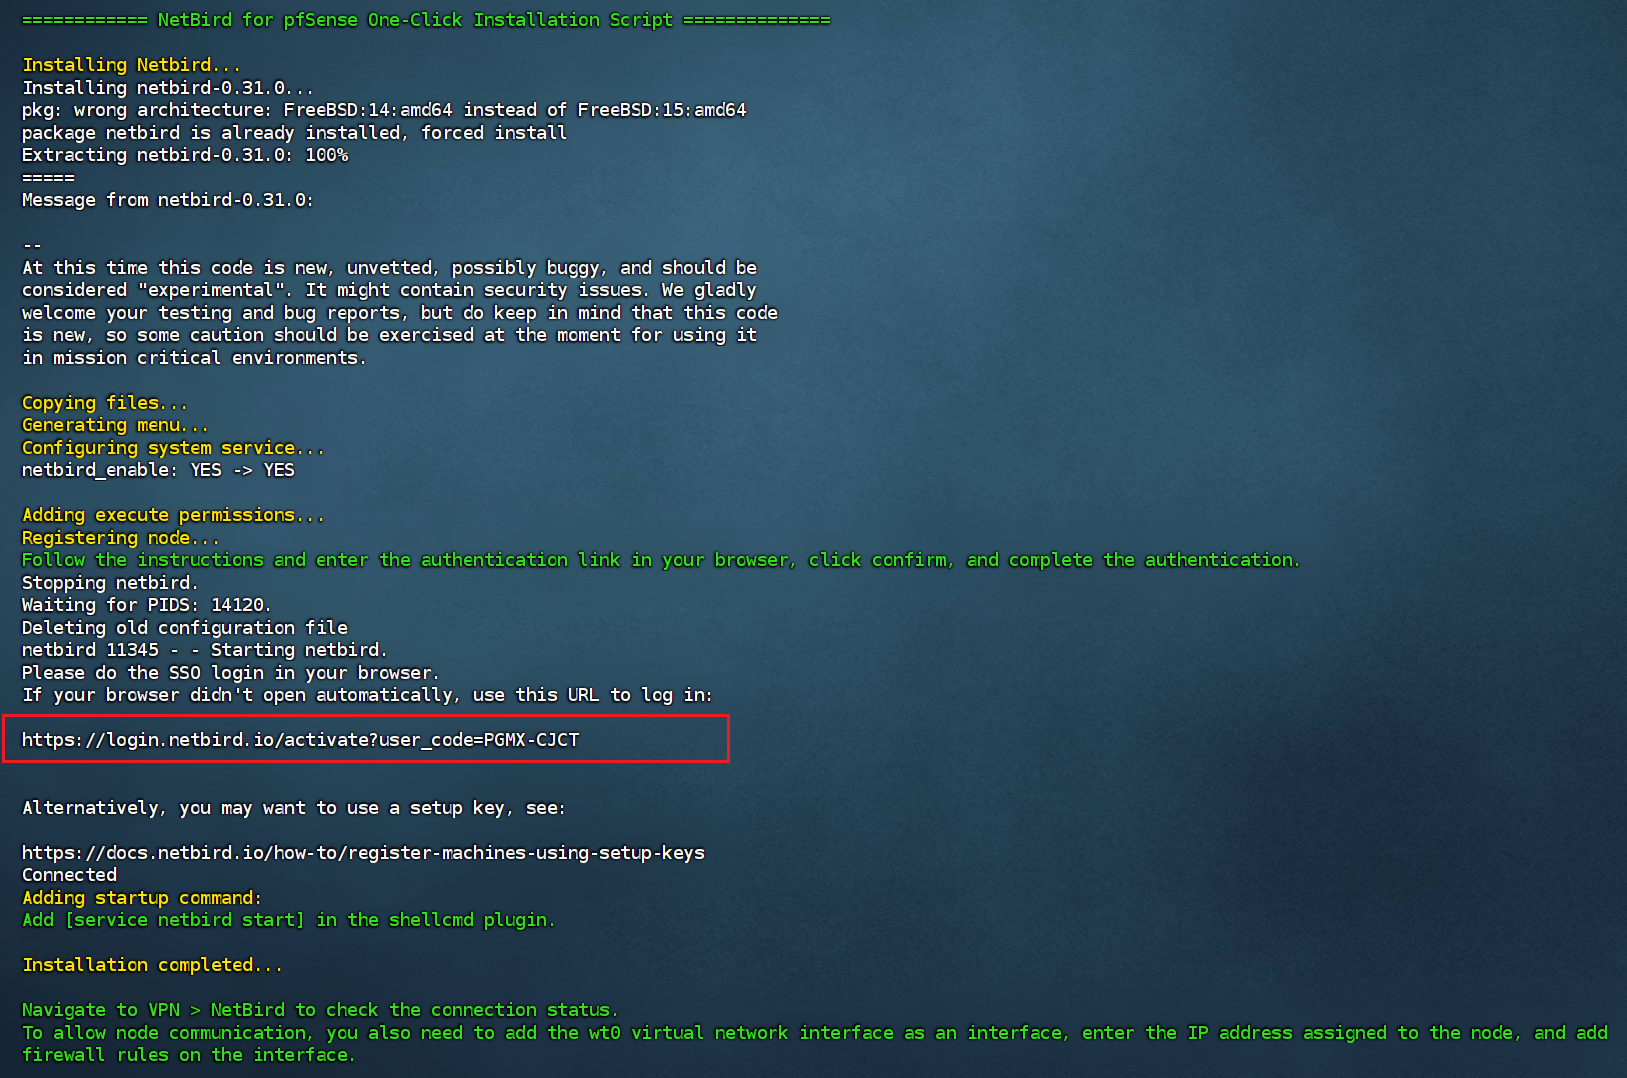 ============ NetBird for pfSense One-Click Installation Script ==============
Installing Netbird...
Installing netbird-0.31.0...
pkg: wrong architecture: FreeBSD:14:amd64 instead of FreeBSD:15:amd64
package netbird is already installed, forced install
Extracting netbird-0.31.0: 100%
=====
Message from netbird-0.31.0:
--
At this time this code is new, unvetted, possibly buggy, and should be
considered "experimental". It might contain security issues. We gladly
welcome your testing and bug reports, but do keep in mind that this code
is new, so some caution should be exercised at the moment for using it
in mission critical environments.
Copying files...
Generating menu...
Configuring system service...
netbird_enable: YES -> YES
Adding execute permissions...
Registering node...
Follow the instructions and enter the authentication link in your browser, click confirm, and complete the authentication.
Stopping netbird.
Waiting for PIDS: 14120.
Deleting old configuration file
netbird 11345 - - Starting netbird.
Please do the SSO login in your browser.
If your browser didn't open automatically, use this URL to log in:
https://login.netbird.io/activate?user_code=PGMX-CJCT
Alternatively, you may want to use a setup key, see:
https://docs.netbird.io/how-to/register-machines-using-setup-keys
Connected
Adding startup command:
Add [service netbird start] in the shellcmd plugin.
Installation completed...
Navigate to VPN > NetBird to check the connection status.
To allow node communication, you also need to add the wt0 virtual network interface as an interface, enter the IP address assigned to the node, and add
firewall rules on the interface.